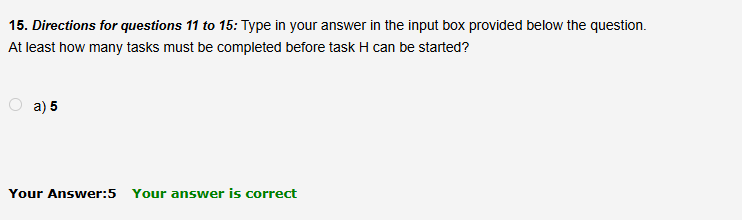 15. Directions for questions 11 to 15: Type in your answer in the input box provided below the question.
At least how many tasks must be completed before task H can be started?
a) 5
Your Answer:5 Your answer is correct